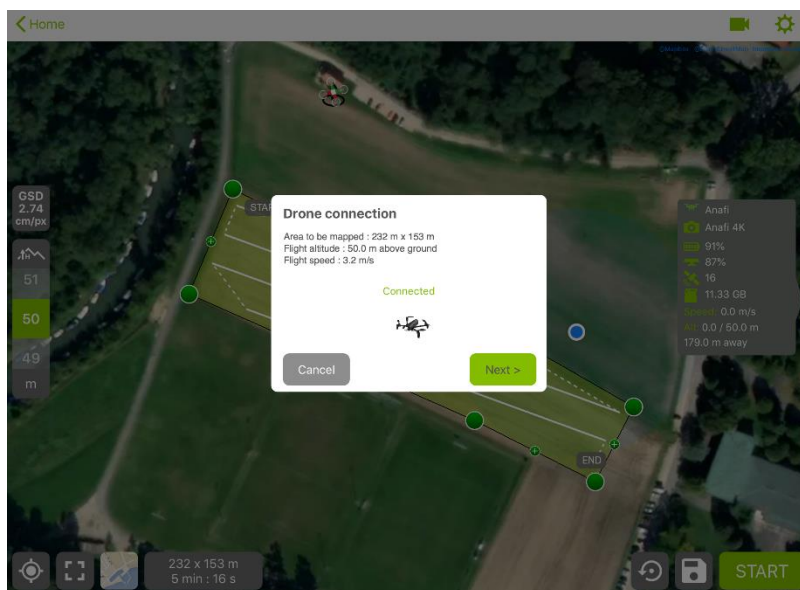 Home
GSD
2.74
cm/px
51
50
49
m
Drone connection
Area to be mapped : 232 m x 153 m
Flight altitude : 50.0 m above ground
Flight speed : 3.2 m/s
Connected
Cancel
Next >
END
Anafi
Anafi 4K
91%
87%
16
11.33 GB
Speed: 0.0 m/s
Alt: 0.0 / 50.0 m
179.0 m away
232 x 153 m
5 min : 16 s
START